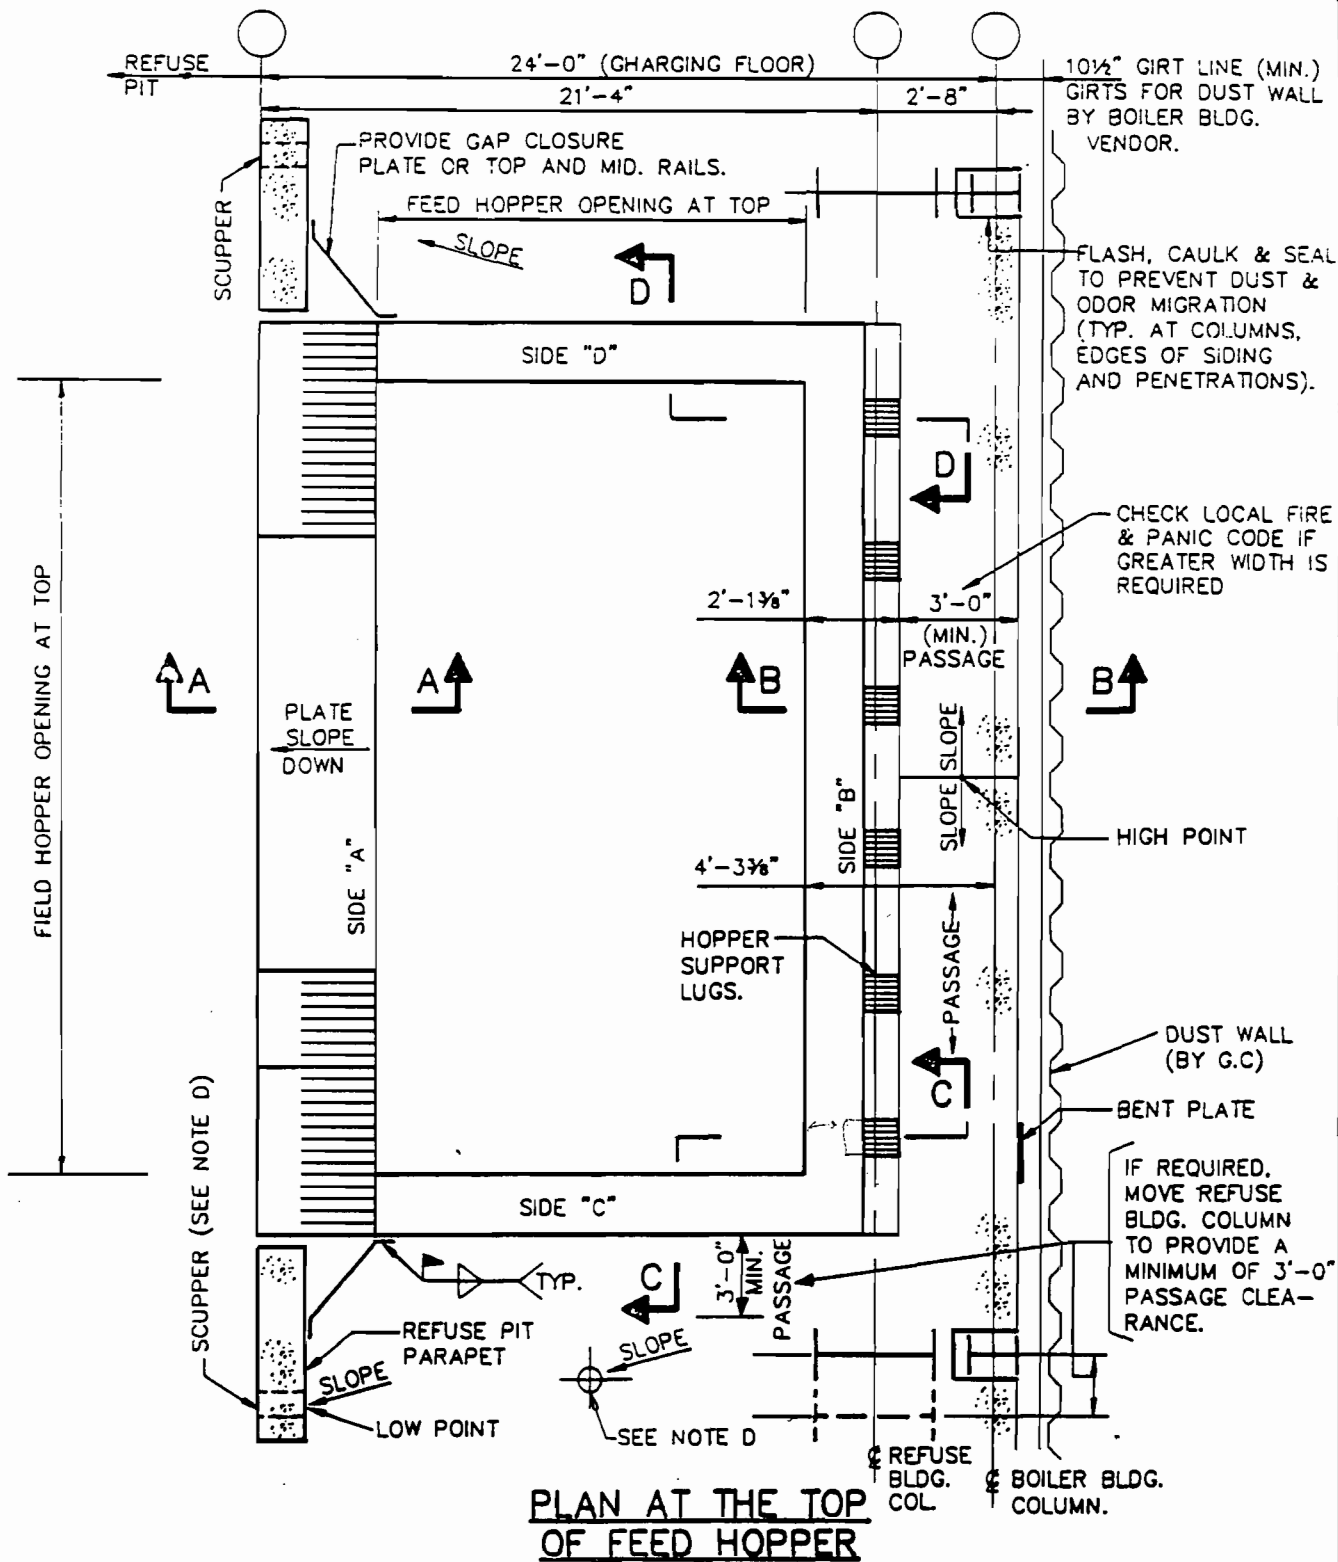 REFUSE
PIT
24'-0" (GHARGING FLOOR)
21'-4"
2'-8"
10½" GIRT LINE (MIN.)
GIRTS FOR DUST WALL
BY BOILER BLDG.
VENDOR.
PROVIDE GAP CLOSURE
PLATE OR TOP AND MID. RAILS.
SCUPPER
FEED HOPPER OPENING AT TOP
SLOPE
D
FLASH, CAULK & SEAL
TO PREVENT DUST &
ODOR MIGRATION
(TYP. AT COLUMNS,
EDGES OF SIDING
AND PENETRATIONS).
SIDE "D"
D
CHECK LOCAL FIRE
& PANIC CODE IF
GREATER WIDTH IS
REQUIRED
FIELD HOPPER OPENING AT TOP
2'-1⅜"
3'-0"
(MIN.)
PASSAGE
A
A
B
B
PLATE
SLOPE
DOWN
SLOPE
SLOPE
HIGH POINT
SIDE "A"
SIDE "B"
4'-3⅜"
HOPPER
SUPPORT
LUGS.
PASSAGE
DUST WALL
(BY G.C)
C
BENT PLATE
SCUPPER (SEE NOTE D)
SIDE "C"
IF REQUIRED.
MOVE REFUSE
BLDG. COLUMN
TO PROVIDE A
MINIMUM OF 3'-0"
PASSAGE CLEA-
RANCE.
3'-0"
MIN.
PASSAGE
TYP.
C
REFUSE PIT
PARAPET
SLOPE
SLOPE
LOW POINT
SEE NOTE D
℄ REFUSE
BLDG.
COL.
℄ BOILER BLDG.
COLUMN.
PLAN AT THE TOP
OF FEED HOPPER